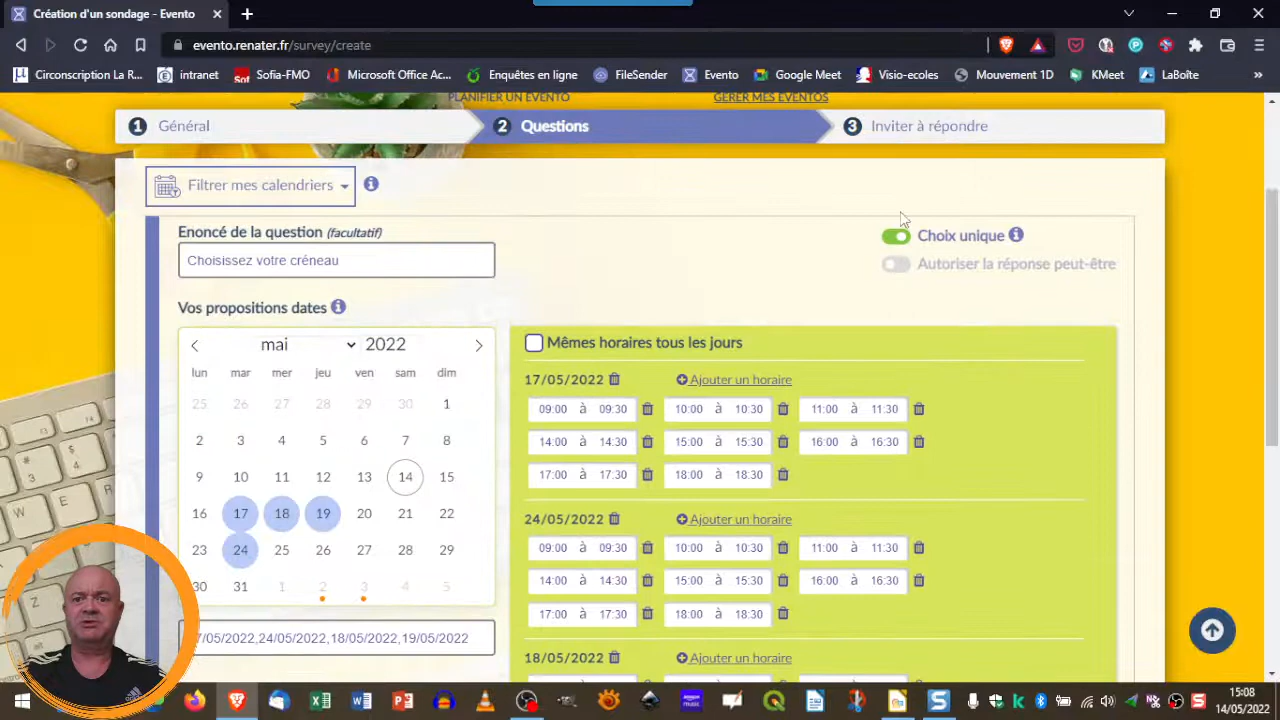 Création d'un sondage - Evento
evento.renater.fr/survey/create
Circonscription La R... intranet Sofia-FMO Microsoft Office Ac... Enquêtes en ligne FileSender Evento Google Meet Visio-ecoles Mouvement 1D KMeet LaBoîte
PLANIFIER UN EVENTO GÉRER MES EVENTOS
1 Général 2 Questions 3 Inviter à répondre
Filtrer mes calendriers
Enoncé de la question (facultatif)
Choix unique
Choisissez votre créneau
Autoriser la réponse peut-être
Vos propositions dates
mai 2022
lun mar mer jeu ven sam dim
25 26 27 28 29 30 1
2 3 4 5 6 7 8
9 10 11 12 13 14 15
16 17 18 19 20 21 22
23 24 25 26 27 28 29
30 31 1 2 3 4 5
7/05/2022,24/05/2022,18/05/2022,19/05/2022
Mêmes horaires tous les jours
17/05/2022 Ajouter un horaire
09:00 à 09:30 10:00 à 10:30 11:00 à 11:30
14:00 à 14:30 15:00 à 15:30 16:00 à 16:30
17:00 à 17:30 18:00 à 18:30
24/05/2022 Ajouter un horaire
09:00 à 09:30 10:00 à 10:30 11:00 à 11:30
14:00 à 14:30 15:00 à 15:30 16:00 à 16:30
17:00 à 17:30 18:00 à 18:30
18/05/2022 Ajouter un horaire
15:08
14/05/2022